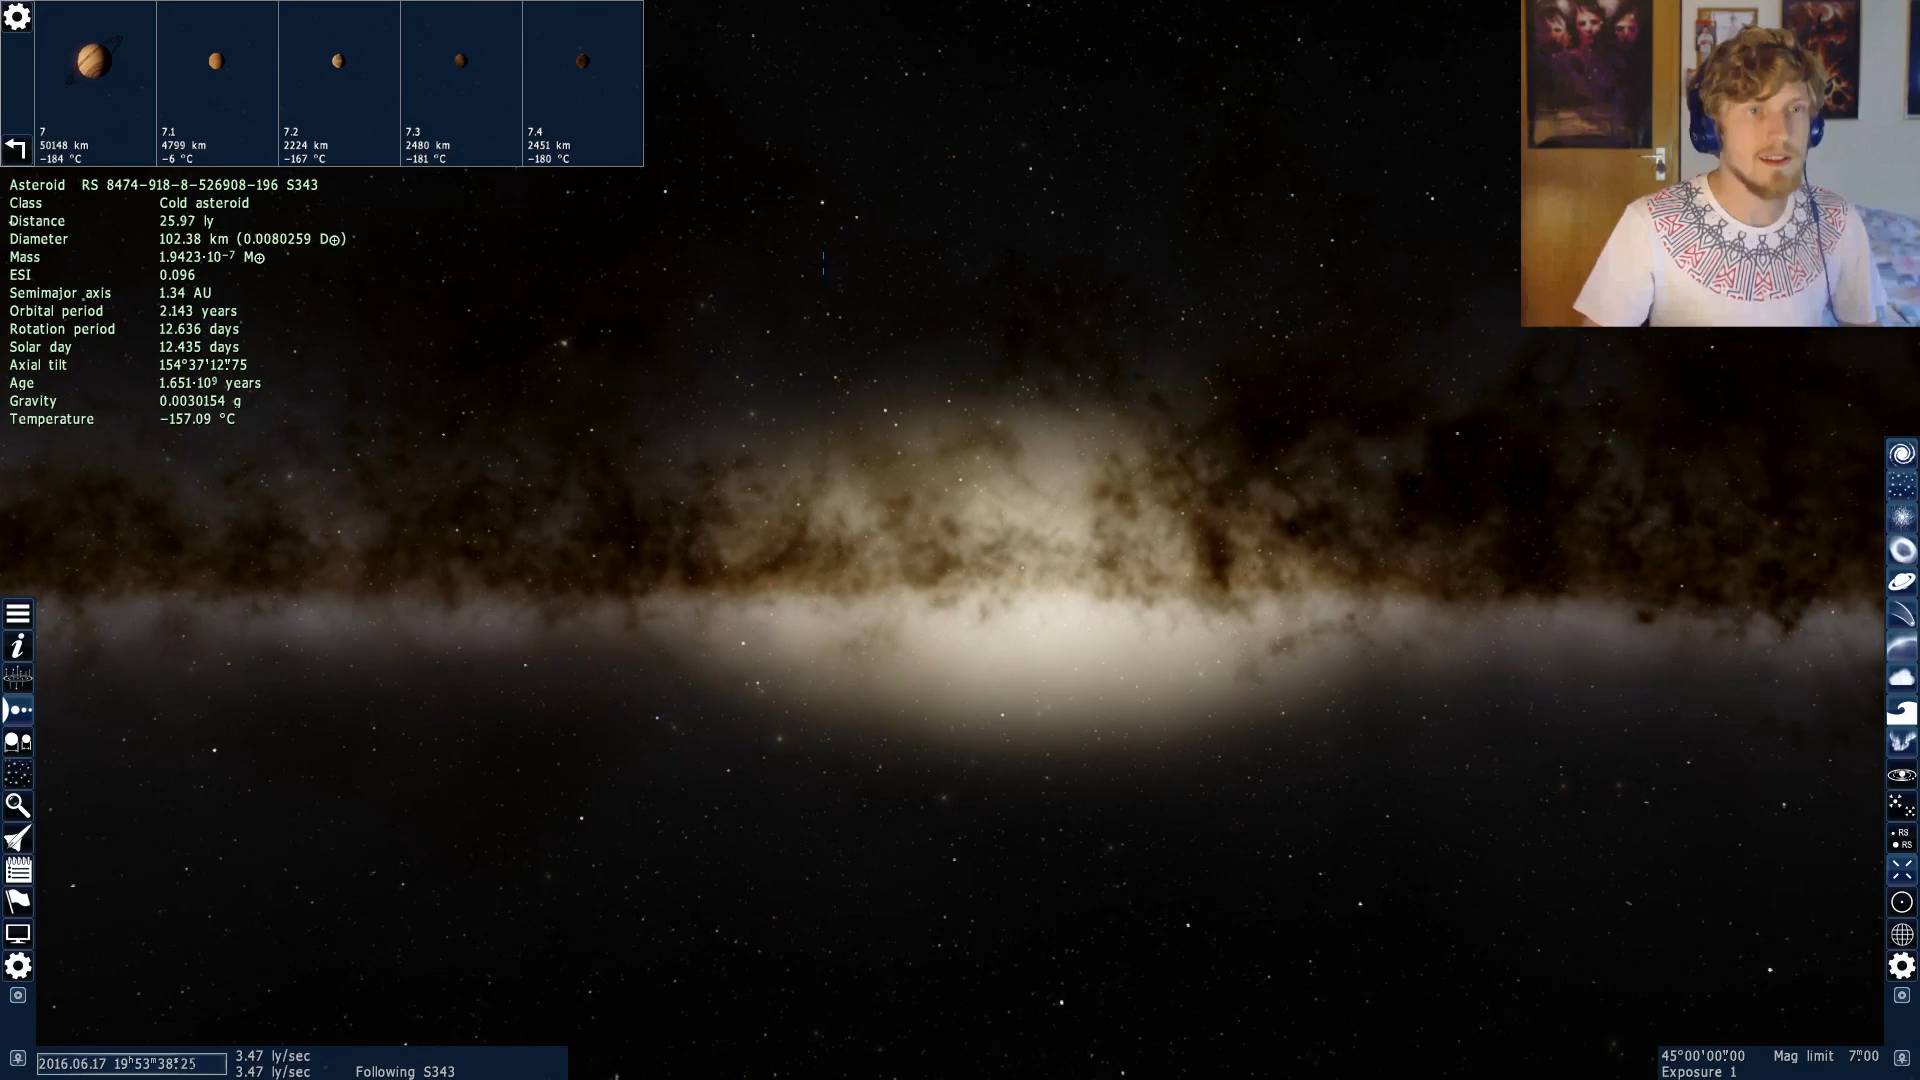 7
50148 km
-184 °C
7.1
4799 km
-6 °C
7.2
2224 km
-167 °C
7.3
2480 km
-181 °C
7.4
2451 km
-180 °C
Asteroid RS 8474-918-8-526908-196 S343
Class Cold asteroid
Distance 25.97 ly
Diameter 102.38 km (0.0080259 D⊕)
Mass 1.9423·10⁻⁷ M⊕
ESI 0.096
Semimajor axis 1.34 AU
Orbital period 2.143 years
Rotation period 12.636 days
Solar day 12.435 days
Axial tilt 154°37'12".75
Age 1.651·10⁹ years
Gravity 0.0030154 g
Temperature -157.09 °C
RS
RS
2016.06.17 19ʰ53ᵐ38ˢ.25
3.47 ly/sec
3.47 ly/sec Following S343
45°00'00".00 Mag limit 7ᵐ.00
Exposure 1